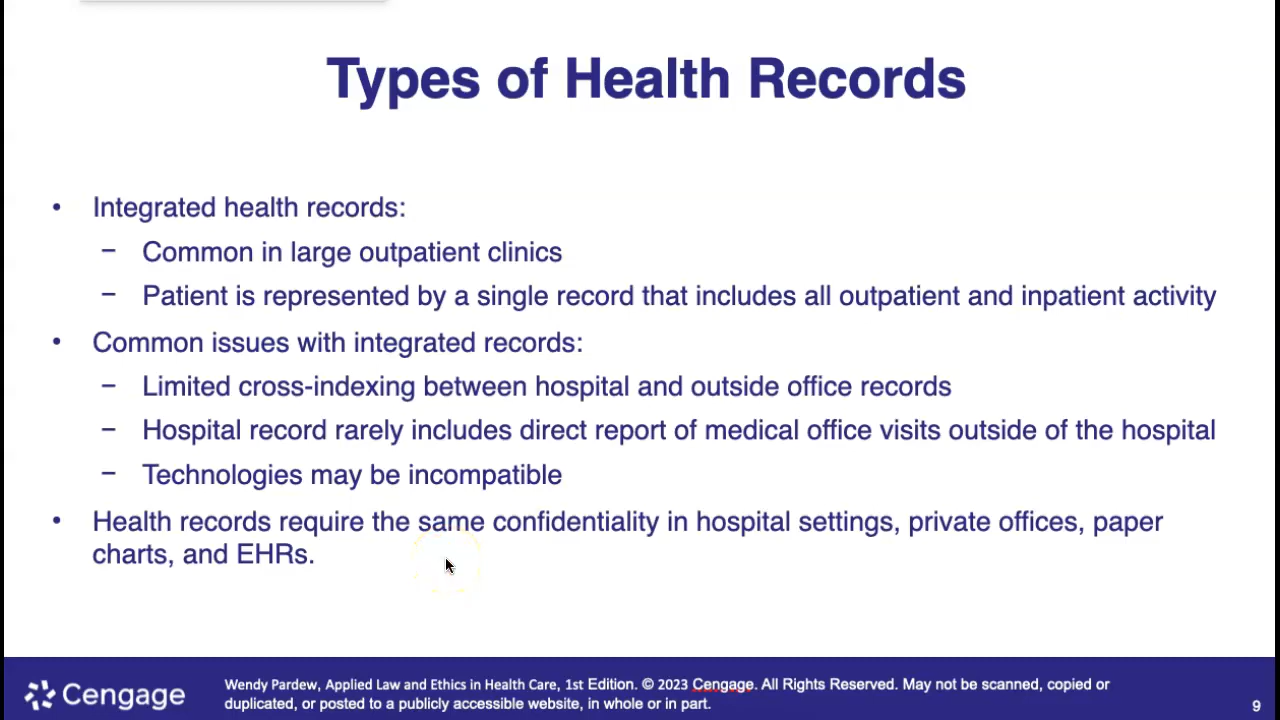 Types of Health Records
• Integrated health records:
– Common in large outpatient clinics
– Patient is represented by a single record that includes all outpatient and inpatient activity
• Common issues with integrated records:
– Limited cross-indexing between hospital and outside office records
– Hospital record rarely includes direct report of medical office visits outside of the hospital
– Technologies may be incompatible
• Health records require the same confidentiality in hospital settings, private offices, paper
charts, and EHRs.
Cengage
Wendy Pardew, Applied Law and Ethics in Health Care, 1st Edition. © 2023 Cengage. All Rights Reserved. May not be scanned, copied or
duplicated, or posted to a publicly accessible website, in whole or in part.
9